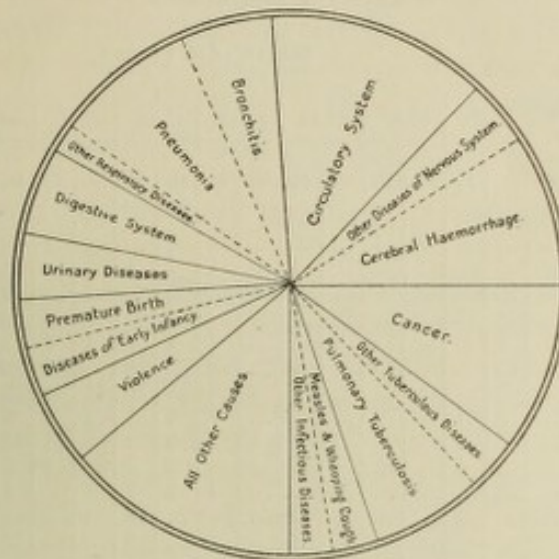 Circulatory System
Other Diseases of Nervous System
Cerebral Haemorrhage.
Cancer.
Other Tuberculous Diseases
Pulmonary Tuberculosis
Measles & Whooping Cough
Other Infectious Diseases
All Other Causes
Violence
Diseases of Early Infancy
Premature Birth
Urinary Diseases
Digestive System
Other Respiratory Diseases
Pneumonia
Bronchitis